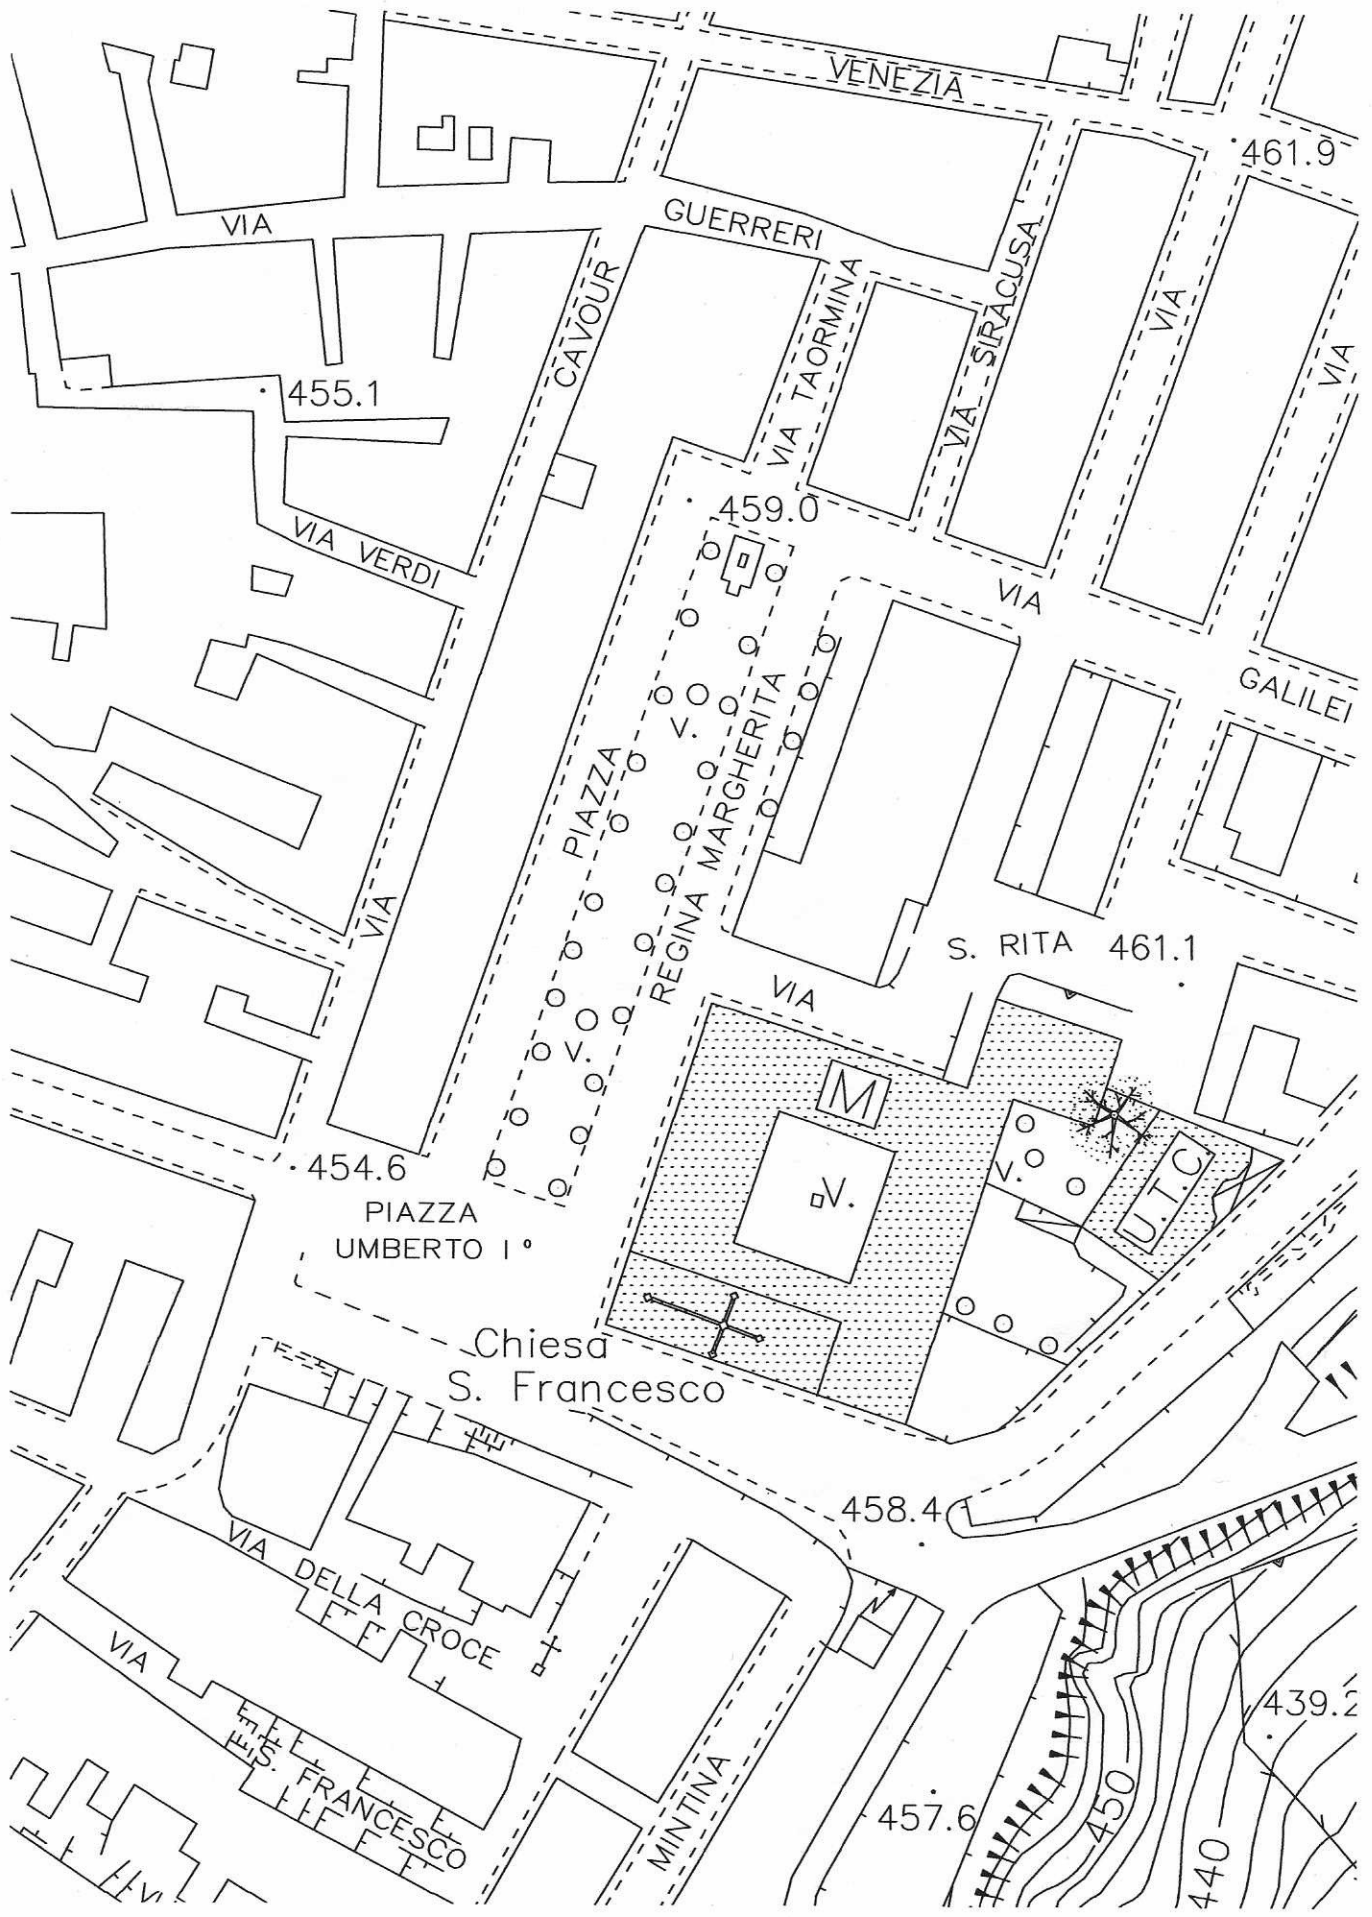 VENEZIA
461.9
VIA
GUERRERI
CAVOUR
VIA TAORMINA
VIA SIRACUSA
VIA
VIA
455.1
459.0
VIA VERDI
VIA
GALILEI
PIAZZA
REGINA MARGHERITA
V.
VIA
S. RITA
461.1
VIA
V.
M
V.
V.
U.T.C.
454.6
PIAZZA
UMBERTO I°
Chiesa
S. Francesco
458.4
VIA DELLA CROCE
VIA
S. FRANCESCO
MINTINA
439.2
457.6
450
440